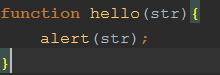 function hello(str){
    alert(str);
}